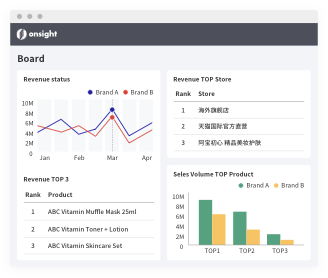 onsight
Board
Revenue status
Brand A Brand B
10M
8M
6M
4M
2M
0
Jan Feb Mar Apr
Revenue TOP Store
Rank Store
1 海外旗舰店
2 天猫国际官方直营
3 阿宝初心 精品美妆护肤
Revenue TOP 3
Rank Product
1 ABC Vitamin Muffle Mask 25ml
2 ABC Vitamin Toner + Lotion
3 ABC Vitamin Skincare Set
Seles Volume TOP Product
Brand A Brand B
10M
8M
6M
4M
2M
0
TOP1 TOP2 TOP3